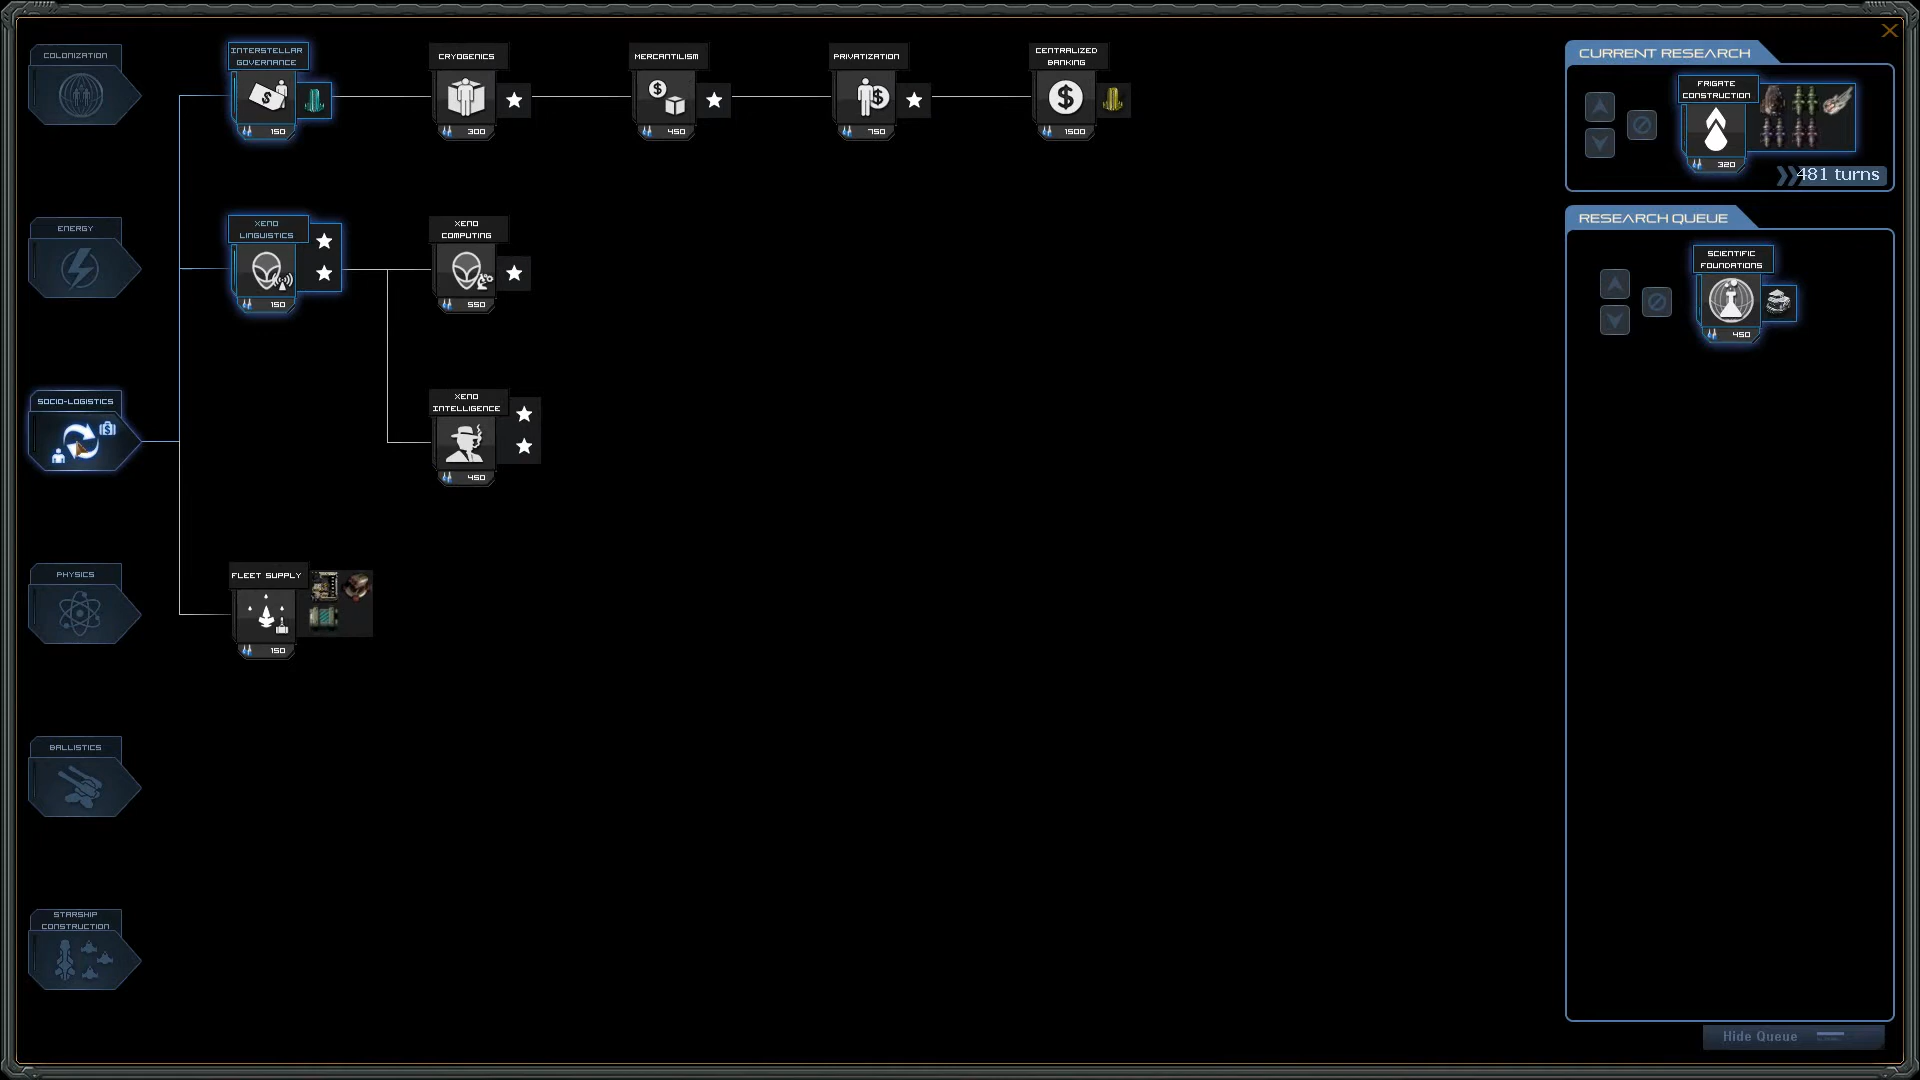 COLONIZATION
INTERSTELLAR
GOVERNANCE
150
CRYOGENICS
300
MERCANTILISM
450
PRIVATIZATION
750
CENTRALIZED
BANKING
1500
ENERGY
XENO
LINGUISTICS
150
XENO
COMPUTING
550
SOCIO-LOGISTICS
XENO
INTELLIGENCE
450
PHYSICS
FLEET SUPPLY
150
BALLISTICS
STARSHIP
CONSTRUCTION
CURRENT RESEARCH
FRIGATE
CONSTRUCTION
320
481 turns
RESEARCH QUEUE
SCIENTIFIC
FOUNDATIONS
450
Hide Queue